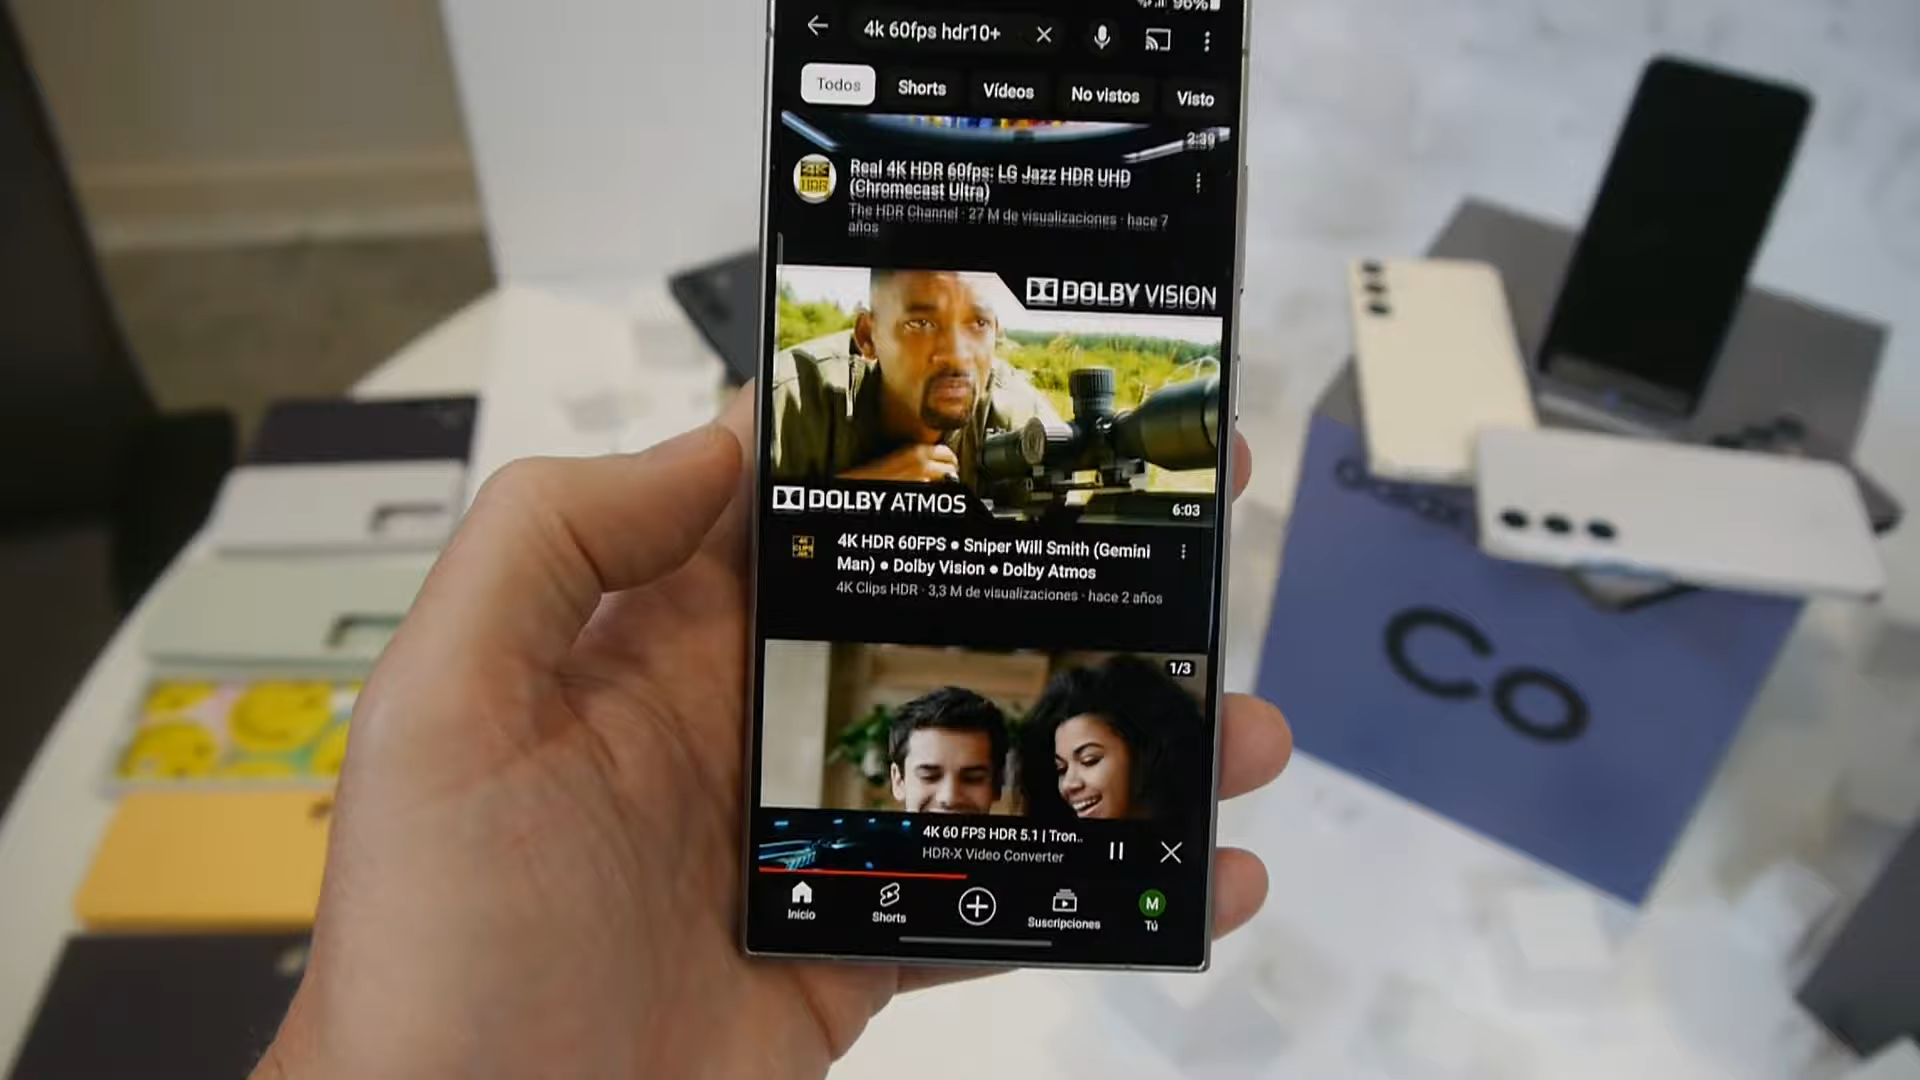 96%
4k 60fps hdr10+
Todos
Shorts
Vídeos
No vistos
Visto
2:39
Real 4K HDR 60fps: LG Jazz HDR UHD
(Chromecast Ultra)
The HDR Channel · 27 M de visualizaciones · hace 7
años
DOLBY VISION
DOLBY ATMOS
6:03
4K HDR 60FPS ● Sniper Will Smith (Gemini
Man) ● Dolby Vision ● Dolby Atmos
4K Clips HDR · 3,3 M de visualizaciones · hace 2 años
1/3
4K 60 FPS HDR 5.1 | Tron..
HDR-X Video Converter
Inicio
Shorts
Suscripciones
M
Tú
CO